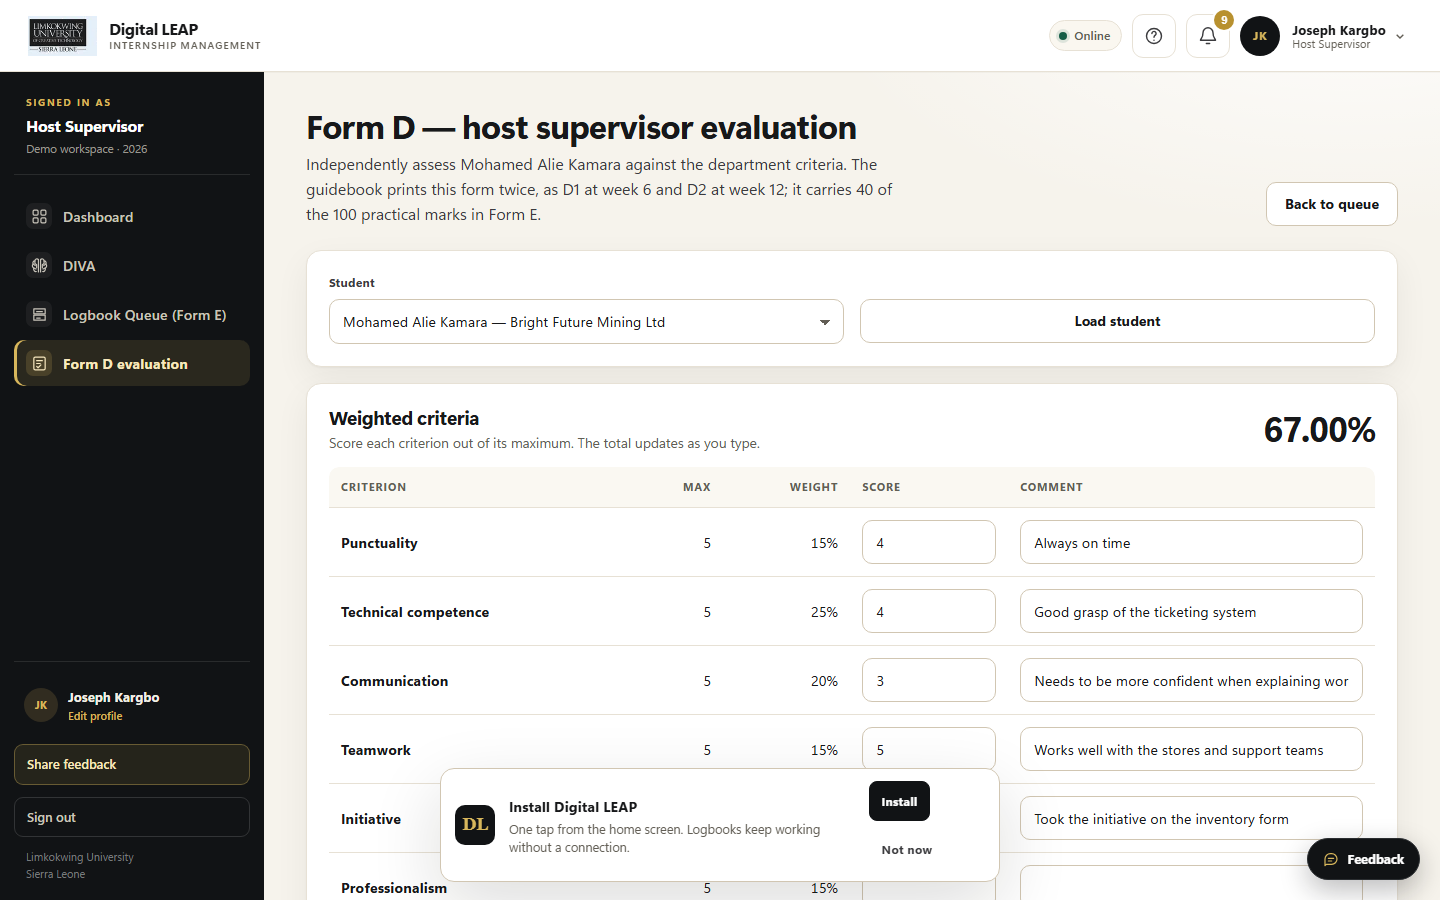 LIMKOKWING
UNIVERSITY
OF CREATIVE TECHNOLOGY
SIERRA LEONE
Digital LEAP
INTERNSHIP MANAGEMENT
Online
9
JK
Joseph Kargbo
Host Supervisor
SIGNED IN AS
Host Supervisor
Demo workspace · 2026
Dashboard
DIVA
Logbook Queue (Form E)
Form D evaluation
JK
Joseph Kargbo
Edit profile
Share feedback
Sign out
Limkokwing University
Sierra Leone
Form D — host supervisor evaluation
Independently assess Mohamed Alie Kamara against the department criteria. The
guidebook prints this form twice, as D1 at week 6 and D2 at week 12; it carries 40 of
the 100 practical marks in Form E.
Back to queue
Student
Mohamed Alie Kamara — Bright Future Mining Ltd
Load student
Weighted criteria
Score each criterion out of its maximum. The total updates as you type.
67.00%
CRITERION MAX WEIGHT SCORE COMMENT
Punctuality 5 15% 4 Always on time
Technical competence 5 25% 4 Good grasp of the ticketing system
Communication 5 20% 3 Needs to be more confident when explaining wor
Teamwork 5 15% 5 Works well with the stores and support teams
Initiative Took the initiative on the inventory form
Professionalism 5 15%
DL
Install Digital LEAP
One tap from the home screen. Logbooks keep working
without a connection.
Install
Not now
Feedback